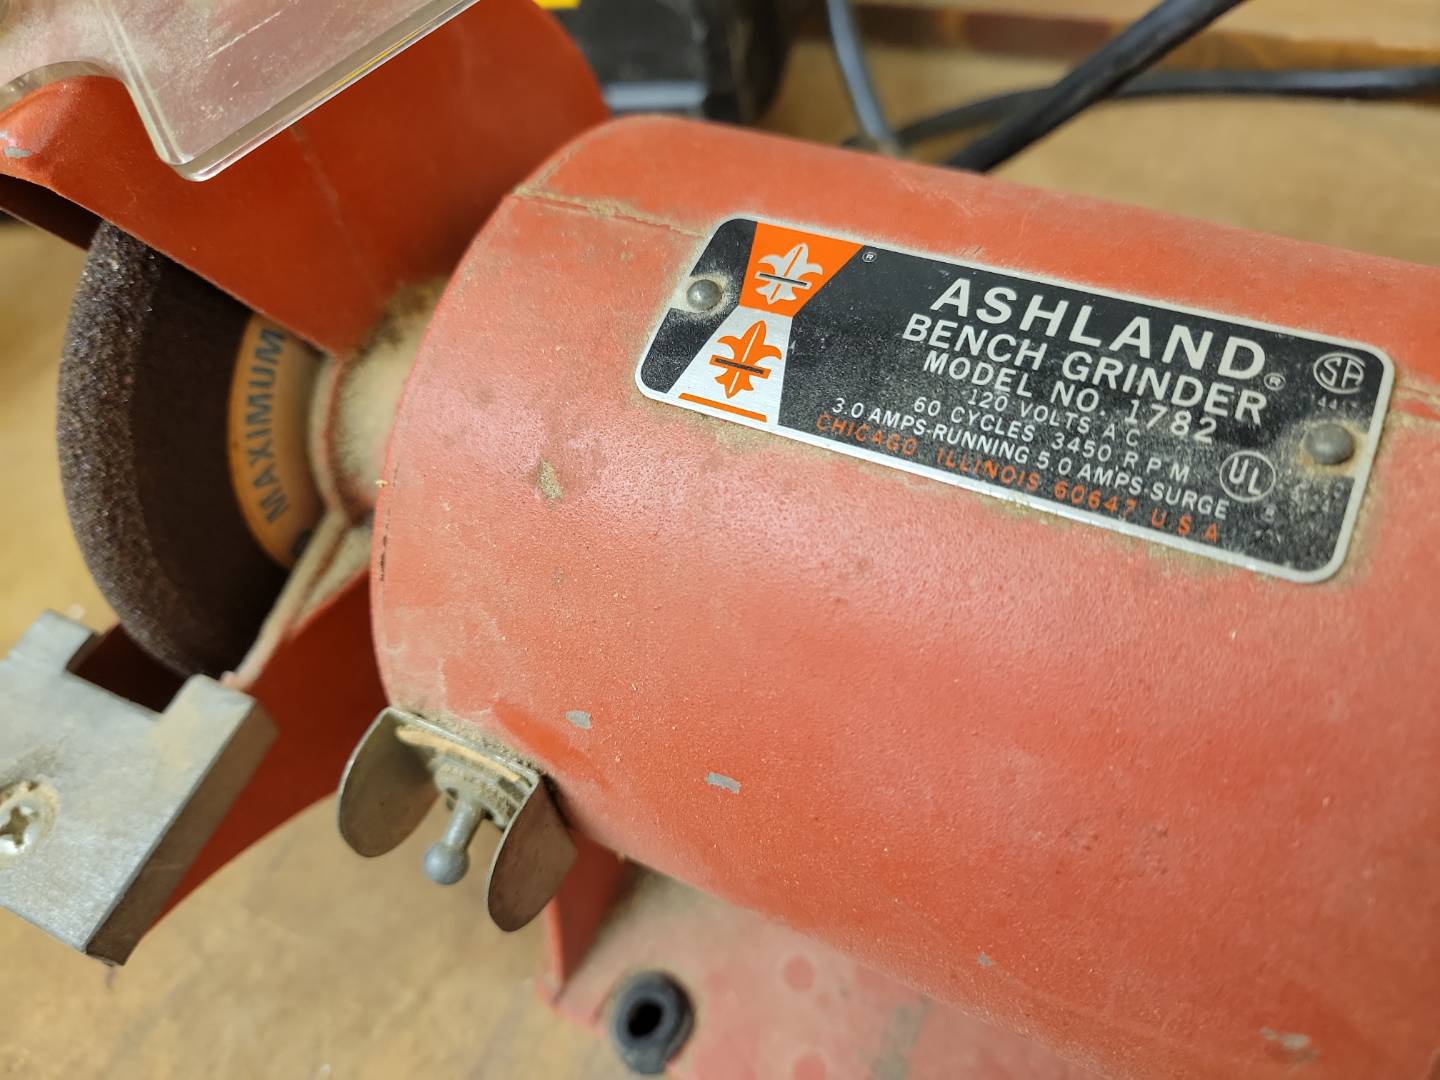 MAXIMUM
®
ASHLAND®
BENCH GRINDER
MODEL NO. 1782
120 VOLTS A C
60 CYCLES 3450 R P M
3.0 AMPS-RUNNING 5.0 AMPS-SURGE
CHICAGO ILLINOIS 60647 U S A
SA
UL
®